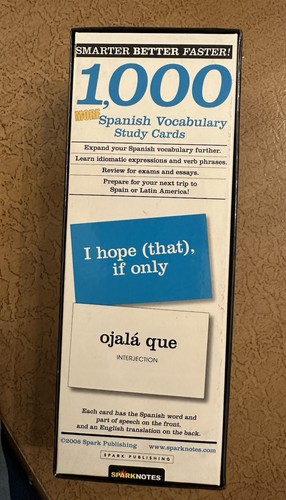 SMARTER BETTER FASTER!
1,000
MORE Spanish Vocabulary
Study Cards
Expand your Spanish vocabulary further.
Learn idiomatic expressions and verb phrases.
Review for exams and essays.
Prepare for your next trip to
Spain or Latin America!
I hope (that),
if only
ojalá que
INTERJECTION
Each card has the Spanish word and
part of speech on the front,
and an English translation on the back.
©2006 Spark Publishing www.sparknotes.com
SPARK PUBLISHING
SPARKNOTES